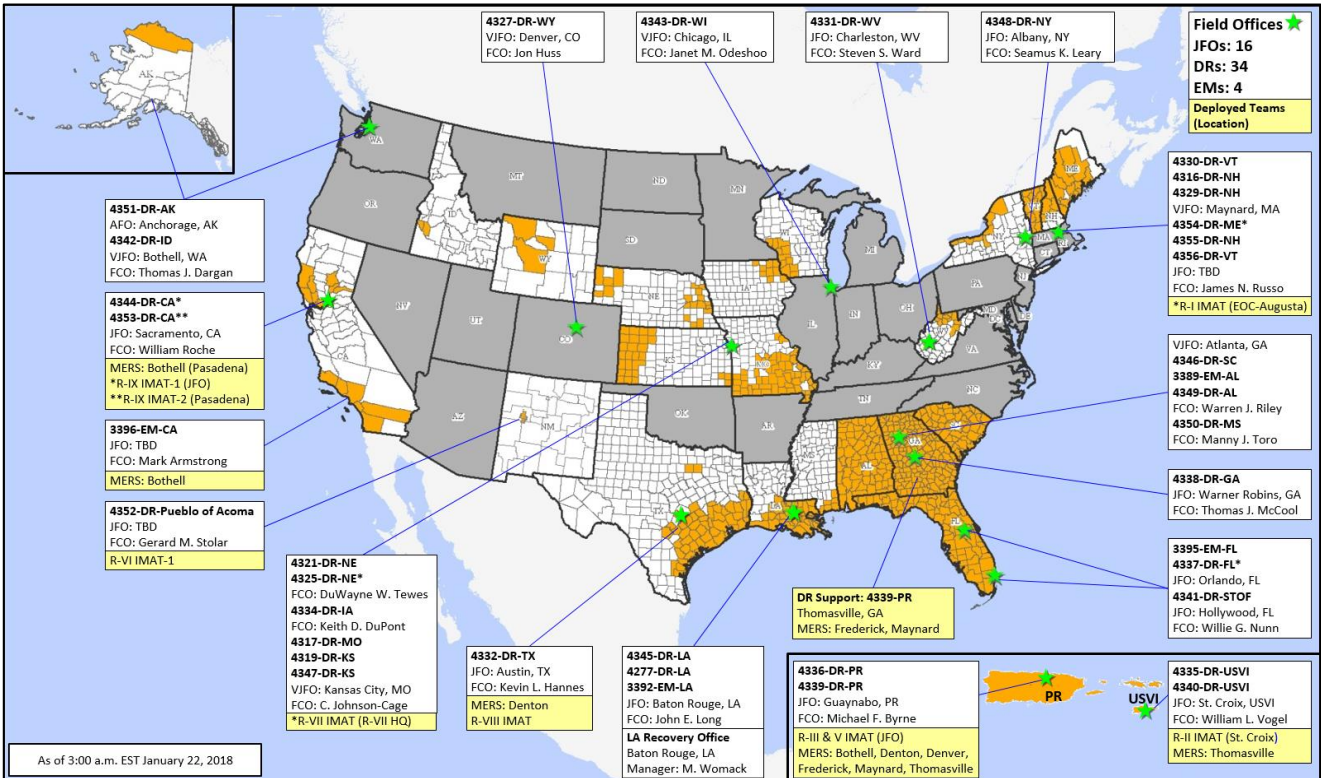 4327-DR-WY
VJFO: Denver, CO
FCO: Jon Huss
4343-DR-WI
VJFO: Chicago, IL
FCO: Janet M. Odeshoo
4331-DR-WV
JFO: Charleston, WV
FCO: Steven S. Ward
4348-DR-NY
JFO: Albany, NY
FCO: Seamus K. Leary
Field Offices
JFOs: 16
DRs: 34
EMs: 4
Deployed Teams
(Location)
4351-DR-AK
AFO: Anchorage, AK
4342-DR-ID
VJFO: Bothell, WA
FCO: Thomas J. Dargan
4344-DR-CA*
4353-DR-CA**
JFO: Sacramento, CA
FCO: William Roche
MERS: Bothell (Pasadena)
*R-IX IMAT-1 (JFO)
**R-IX IMAT-2 (Pasadena)
3396-EM-CA
JFO: TBD
FCO: Mark Armstrong
MERS: Bothell
4352-DR-Pueblo of Acoma
JFO: TBD
FCO: Gerard M. Stolar
R-VI IMAT-1
4321-DR-NE
4325-DR-NE*
FCO: DuWayne W. Tewes
4334-DR-IA
FCO: Keith D. DuPont
4317-DR-MO
4319-DR-KS
4347-DR-KS
VJFO: Kansas City, MO
FCO: C. Johnson-Cage
*R-VII IMAT (R-VII HQ)
4332-DR-TX
JFO: Austin, TX
FCO: Kevin L. Hannes
MERS: Denton
R-VIII IMAT
4345-DR-LA
4277-DR-LA
3392-EM-LA
JFO: Baton Rouge, LA
FCO: John E. Long
LA Recovery Office
Baton Rouge, LA
Manager: M. Womack
DR Support: 4339-PR
Thomasville, GA
MERS: Frederick, Maynard
4330-DR-VT
4316-DR-NH
4329-DR-NH
VJFO: Maynard, MA
4354-DR-ME*
4355-DR-NH
4356-DR-VT
JFO: TBD
FCO: James N. Russo
*R-I IMAT (EOC-Augusta)
VJFO: Atlanta, GA
4346-DR-SC
3389-EM-AL
4349-DR-AL
FCO: Warren J. Riley
4350-DR-MS
FCO: Manny J. Toro
4338-DR-GA
JFO: Warner Robins, GA
FCO: Thomas J. McCool
3395-EM-FL
4337-DR-FL*
JFO: Orlando, FL
4341-DR-STOF
JFO: Hollywood, FL
FCO: Willie G. Nunn
4336-DR-PR
4339-DR-PR
JFO: Guaynabo, PR
FCO: Michael F. Byrne
R-III & V IMAT (JFO)
MERS: Bothell, Denton, Denver,
Frederick, Maynard, Thomasville
PR
USVI
4335-DR-USVI
4340-DR-USVI
JFO: St. Croix, USVI
FCO: William L. Vogel
R-II IMAT (St. Croix)
MERS: Thomasville
As of 3:00 a.m. EST January 22, 2018
AK
WA
OR
ID
MT
ND
SD
MN
WI
MI
WY
NV
UT
CA
AZ
NM
NE
IA
IL
IN
OH
PA
NY
ME
NH
MA
CT
RI
VA
KY
TN
NC
OK
AR
TX
AL
GA
FL